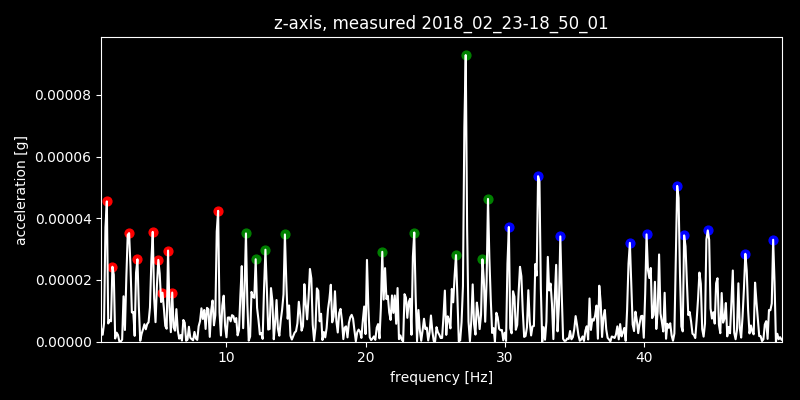 z-axis, measured 2018_02_23-18_50_01
acceleration [g]
0.00008
0.00006
0.00004
0.00002
0.00000
10 20 30 40
frequency [Hz]